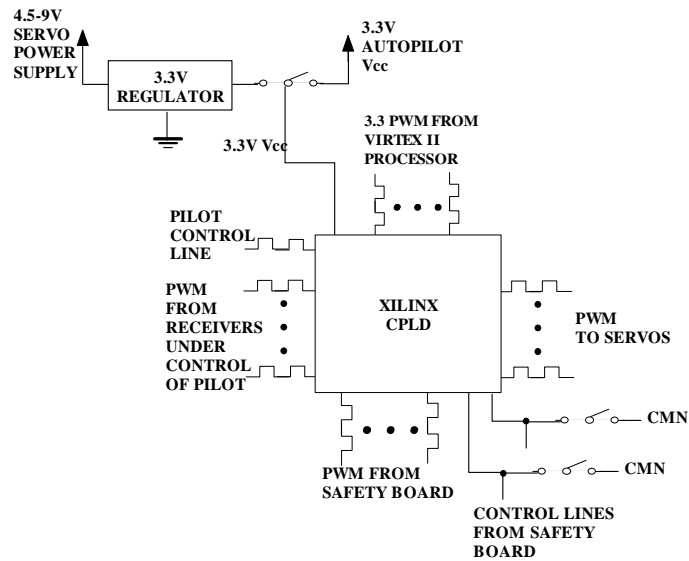 4.5-9V
SERVO
POWER
SUPPLY
3.3V
REGULATOR
3.3V
AUTOPILOT
Vcc
3.3V Vcc
3.3 PWM FROM
VIRTEX II
PROCESSOR
PILOT
CONTROL
LINE
PWM
FROM
RECEIVERS
UNDER
CONTROL
OF PILOT
XILINX
CPLD
PWM
TO SERVOS
CMN
CMN
PWM FROM
SAFETY BOARD
CONTROL LINES
FROM SAFETY
BOARD